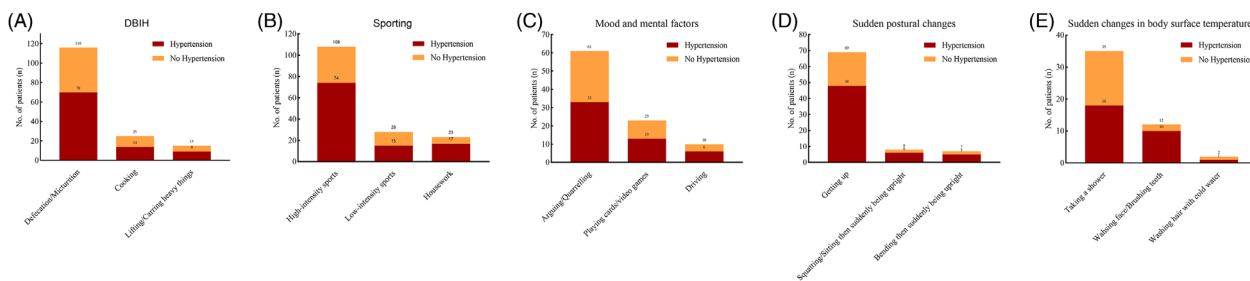 (A)
DBIH
Hypertension
No Hypertension
No. of patients (n)
120
100
80
60
40
20
0
116
70
25
14
15
9
Defecation/Micturition
Cooking
Lifting/Carring heavy things
(B)
Sporting
Hypertension
No Hypertension
No. of patients (n)
120
100
80
60
40
20
0
108
74
28
15
23
17
High-intensity sports
Low-intensity sports
Housework
(C)
Mood and mental factors
Hypertension
No Hypertension
No. of patients (n)
70
60
50
40
30
20
10
0
61
33
23
13
10
6
Arguing/Quarrelling
Playing cards/video games
Driving
(D)
Sudden postural changes
Hypertension
No Hypertension
No. of patients (n)
80
70
60
50
40
30
20
10
0
69
48
8
7
Getting up
Squatting/Sitting then suddenly being upright
Bending then suddenly being upright
(E)
Sudden changes in body surface temperature
Hypertension
No Hypertension
No. of patients (n)
40
30
20
10
0
35
18
12
10
2
Taking a shower
Wahsing face/Brushing teeth
Washing hair with cold water